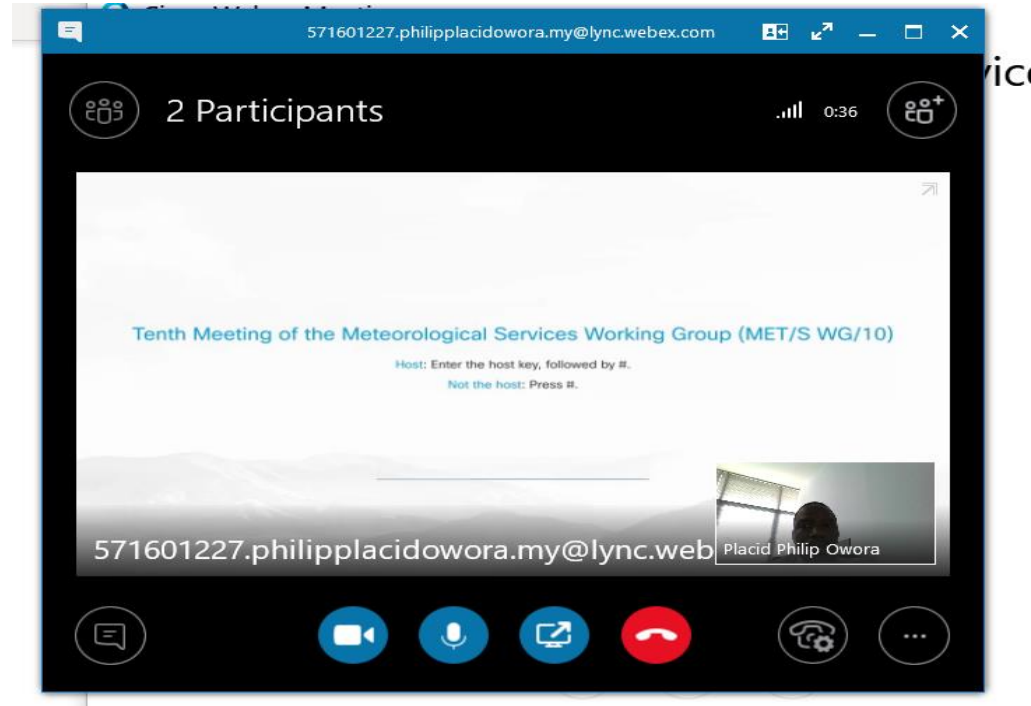 571601227.philipplacidowora.my@lync.webex.com
2 Participants
0:36
Tenth Meeting of the Meteorological Services Working Group (MET/S WG/10)
Host: Enter the host key, followed by #.
Not the host: Press #.
571601227.philipplacidowora.my@lync.web
Placid Philip Owora